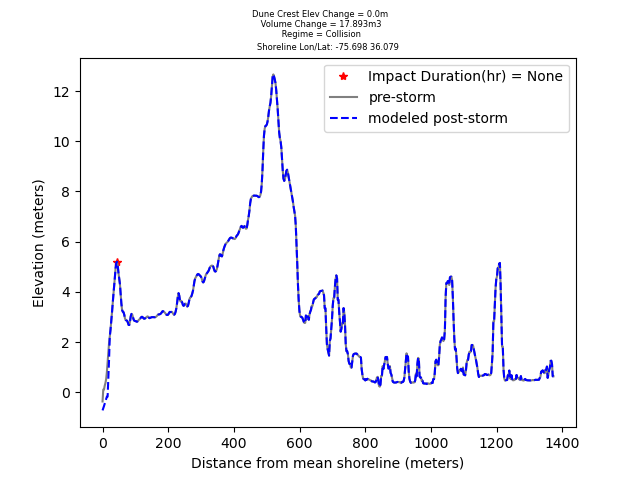 Dune Crest Elev Change = 0.0m
Volume Change = 17.893m3
Regime = Collision
Shoreline Lon/Lat: -75.698 36.079
Impact Duration(hr) = None
pre-storm
modeled post-storm
Elevation (meters)
12
10
8
6
4
2
0
0 200 400 600 800 1000 1200 1400
Distance from mean shoreline (meters)